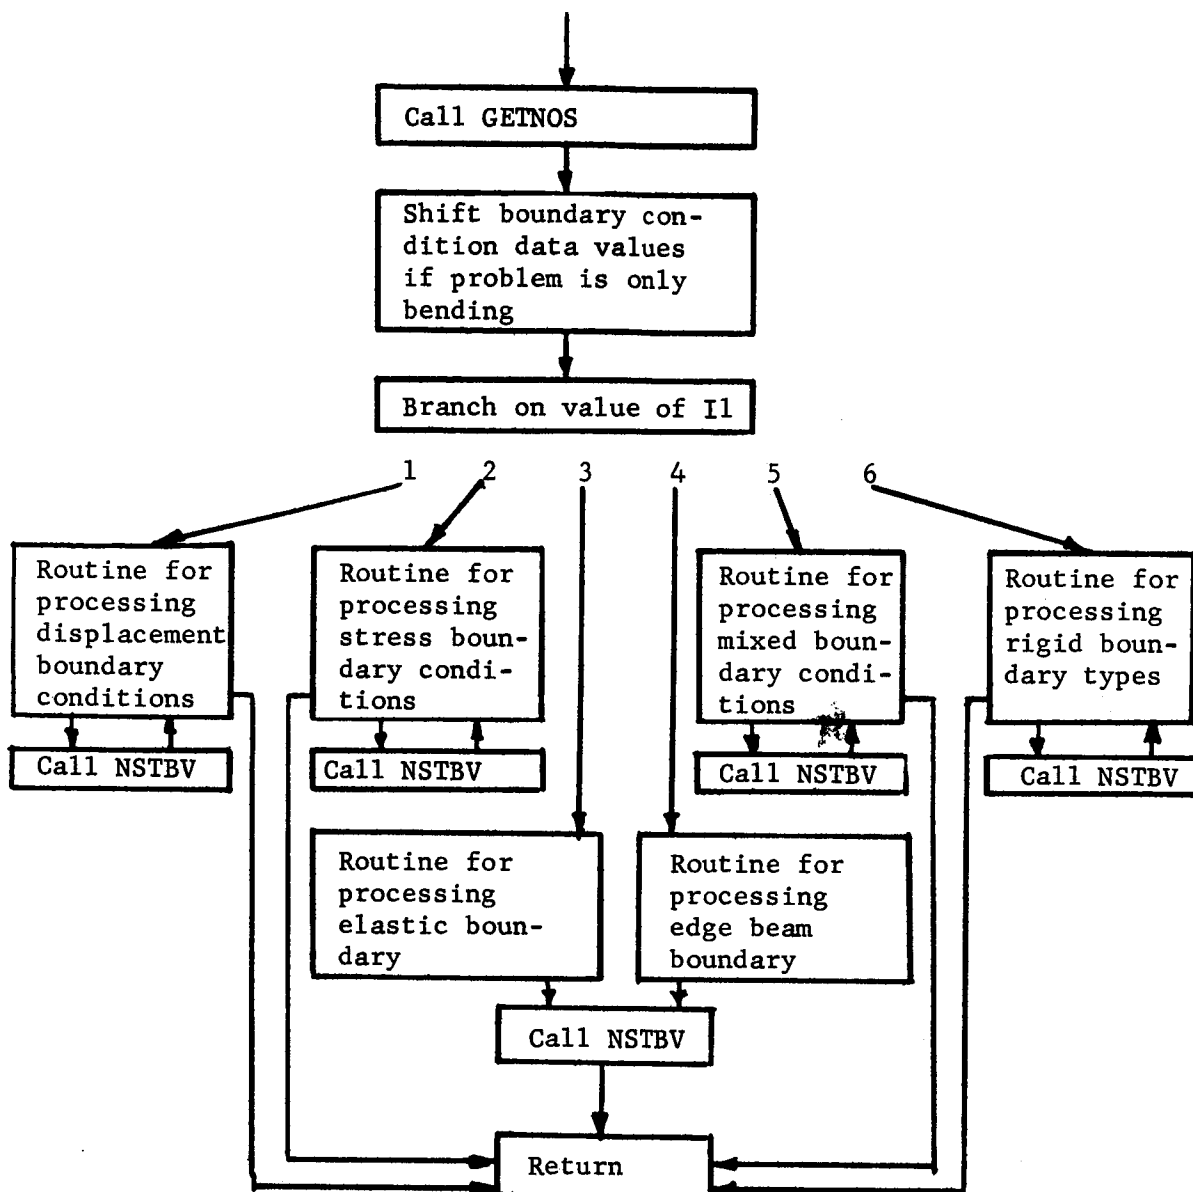 Call GETNOS
Shift boundary con-
dition data values
if problem is only
bending
Branch on value of I1
1 2 3 4 5 6
Routine for
processing
displacement
boundary
conditions
Call NSTBV
Routine for
processing
stress boun-
dary condi-
tions
Call NSTBV
Routine for
processing
mixed boun-
dary condi-
tions
Call NSTBV
Routine for
processing
rigid boun-
dary types
Call NSTBV
Routine for
processing
elastic boun-
dary
Routine for
processing
edge beam
boundary
Call NSTBV
Return